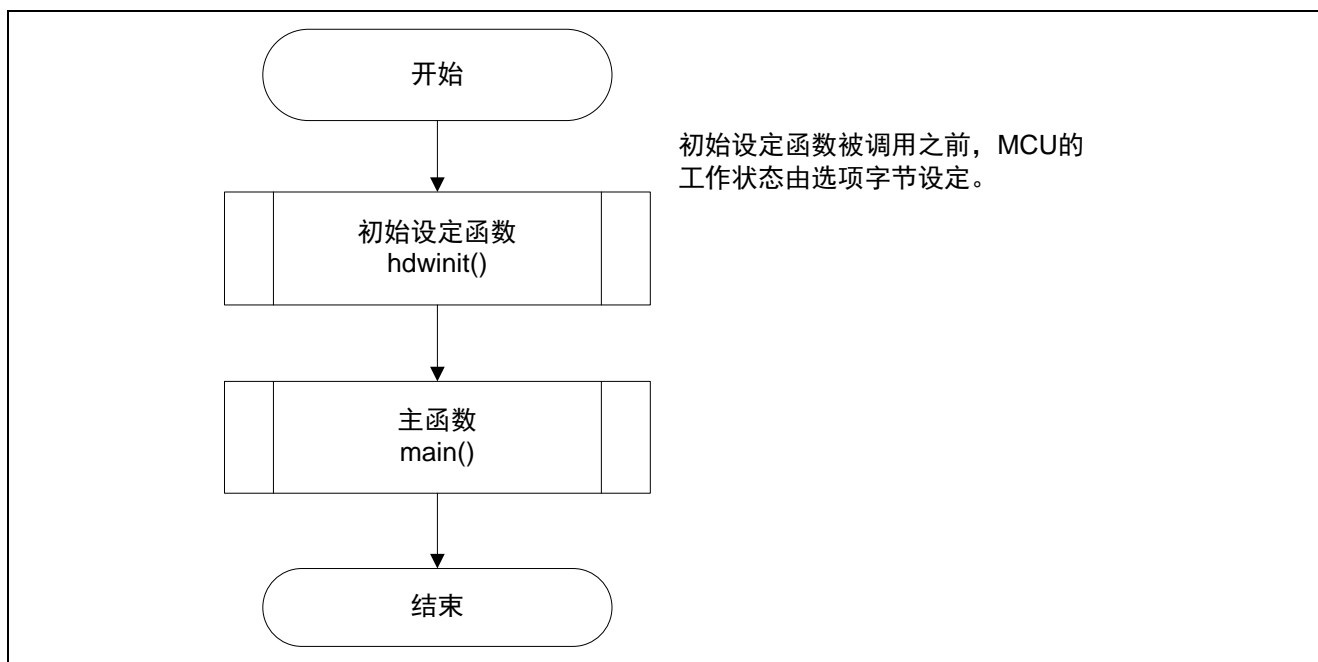 开始
初始设定函数被调用之前，MCU的
工作状态由选项字节设定。
初始设定函数
hdwinit()
主函数
main()
结束